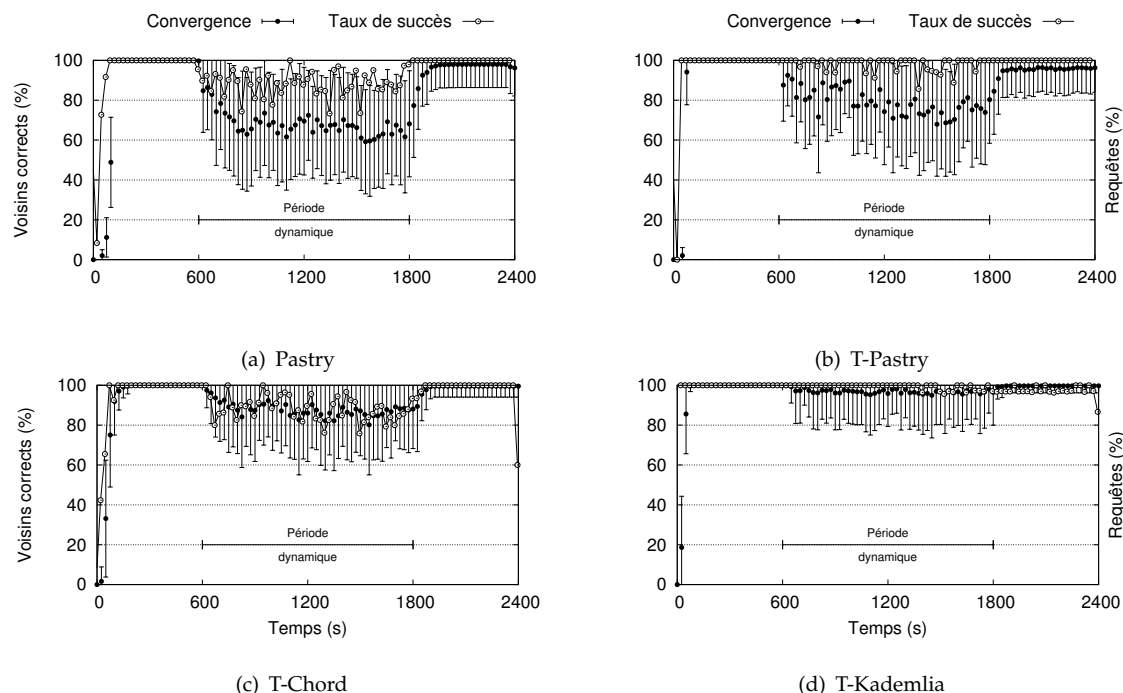 Convergence Taux de succès
Voisins corrects (%)
100
80
60
40
20
0
Période
dynamique
0 600 1200 1800 2400
(a) Pastry
Convergence Taux de succès
100
80
60
40
20
0
Période
dynamique
0 600 1200 1800 2400
Requêtes (%)
(b) T-Pastry
Voisins corrects (%)
100
80
60
40
20
0
Période
dynamique
0 600 1200 1800 2400
Temps (s)
(c) T-Chord
100
80
60
40
20
0
Période
dynamique
0 600 1200 1800 2400
Temps (s)
Requêtes (%)
(d) T-Kademlia